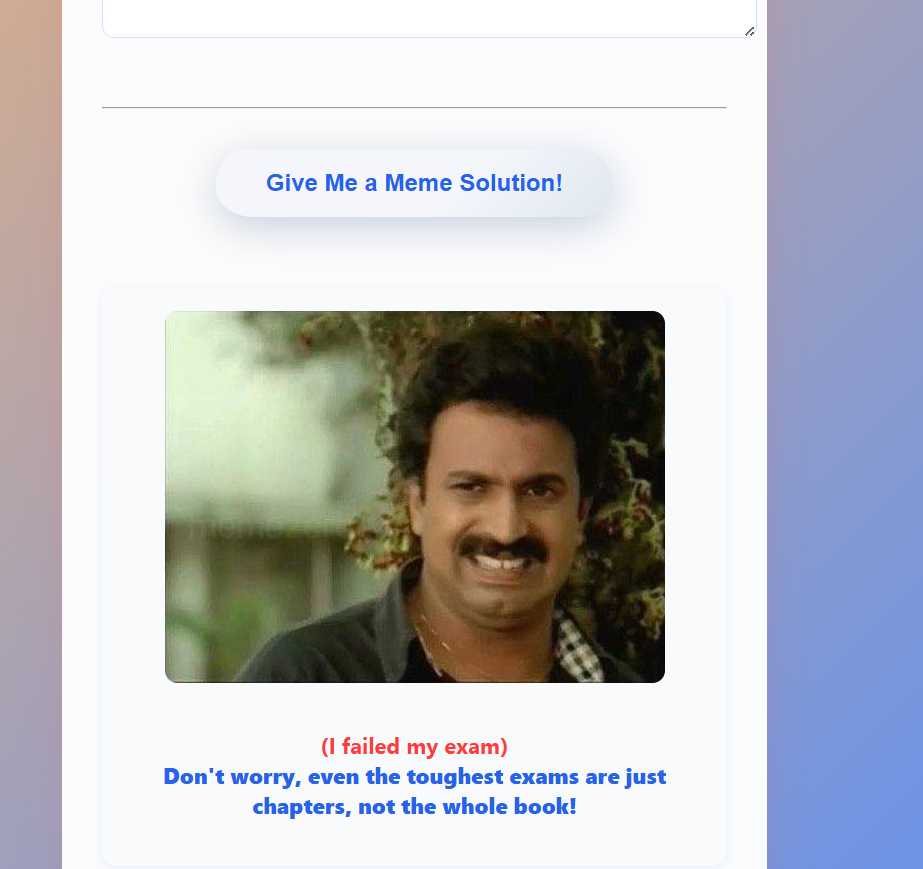 Give Me a Meme Solution!
(I failed my exam)
Don't worry, even the toughest exams are just
chapters, not the whole book!